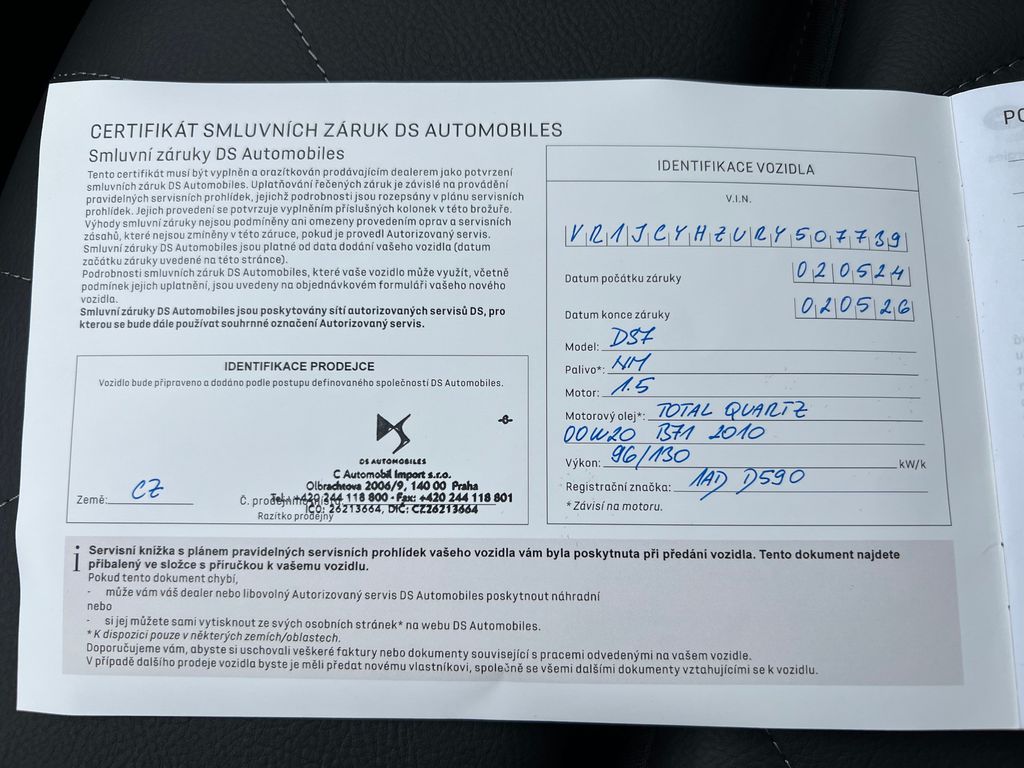 CERTIFIKÁT SMLUVNÍCH ZÁRUK DS AUTOMOBILES
Smluvní záruky DS Automobiles
Tento certifikát musí být vyplněn a orazítkován prodávajícím dealerem jako potvrzení
smluvních záruk DS Automobiles. Uplatňování řečených záruk je závislé na provádění
pravidelných servisních prohlídek, jejichž podrobnosti jsou rozepsány v plánu servisních
prohlídek. Jejich provedení se potvrzuje vyplněním příslušných kolonek v této brožuře.
Výhody smluvní záruky nejsou podmíněny ani omezeny provedením oprav a servisních
zásahů, které nejsou zmíněny v této záruce, pokud je provedl Autorizovaný servis.
Smluvní záruky DS Automobiles jsou platné od data dodání vašeho vozidla (datum
začátku záruky uvedené na této straně).
Podrobnosti smluvních záruk DS Automobiles, které vaše vozidlo může využít, včetně
podmínek jejich uplatnění, jsou uvedeny na objednávkovém formuláři vašeho nového
vozidla.
Smluvní záruky DS Automobiles jsou poskytovány sítí autorizovaných servisů DS, pro
kterou se bude dále používat souhrnné označení Autorizovaný servis.
IDENTIFIKACE PRODEJCE
Vozidlo bude připraveno a dodáno podle postupu definovaného společností DS Automobiles.
DS AUTOMOBILES
C Automobil Import s.r.o.
Olbrachtova 2006/9, 140 00 Praha
Tel.: +420 244 118 800 - Fax: +420 244 118 801
IČO: 26213664, DIČ: CZ26213664
Země: CZ
Č. prodejní
Razítko prodejny
IDENTIFIKACE VOZIDLA
V.I.N.
VR1JCYHZURY507739
Datum počátku záruky 020524
Datum konce záruky 020526
Model: DS7
Palivo*: NM
Motor: 1.5
Motorový olej*: TOTAL QUARTZ
00W20 B71 2010
Výkon: 96/130 kW/k
Registrační značka: 1AD D590
* Závisí na motoru.
i Servisní knížka s plánem pravidelných servisních prohlídek vašeho vozidla vám byla poskytnuta při předání vozidla. Tento dokument najdete
přibalený ve složce s příručkou k vašemu vozidlu.
Pokud tento dokument chybí,
- může vám váš dealer nebo libovolný Autorizovaný servis DS Automobiles poskytnout náhradní
nebo
- si jej můžete sami vytisknout ze svých osobních stránek* na webu DS Automobiles.
* K dispozici pouze v některých zemích/oblastech.
Doporučujeme vám, abyste si uschovali veškeré faktury nebo dokumenty související s pracemi odvedenými na vašem vozidle.
V případě dalšího prodeje vozidla byste je měli předat novému vlastníkovi, společně se všemi dalšími dokumenty vztahujícími se k vozidlu.
PO